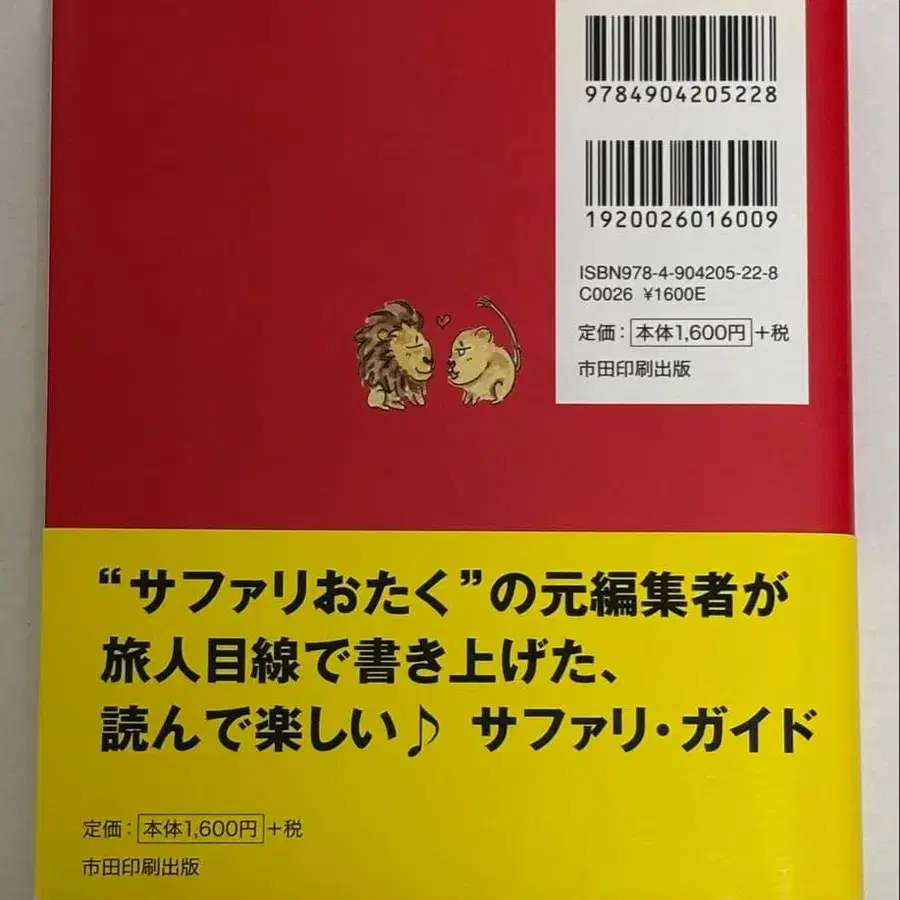 9784904205228
1920026016009
ISBN978-4-904205-22-8
C0026 ¥1600E
定価：本体1,600円+税
市田印刷出版
“サファリおたく”の元編集者が
旅人目線で書き上げた、
読んで楽しい♪ サファリ・ガイド
定価：本体1,600円+税
市田印刷出版